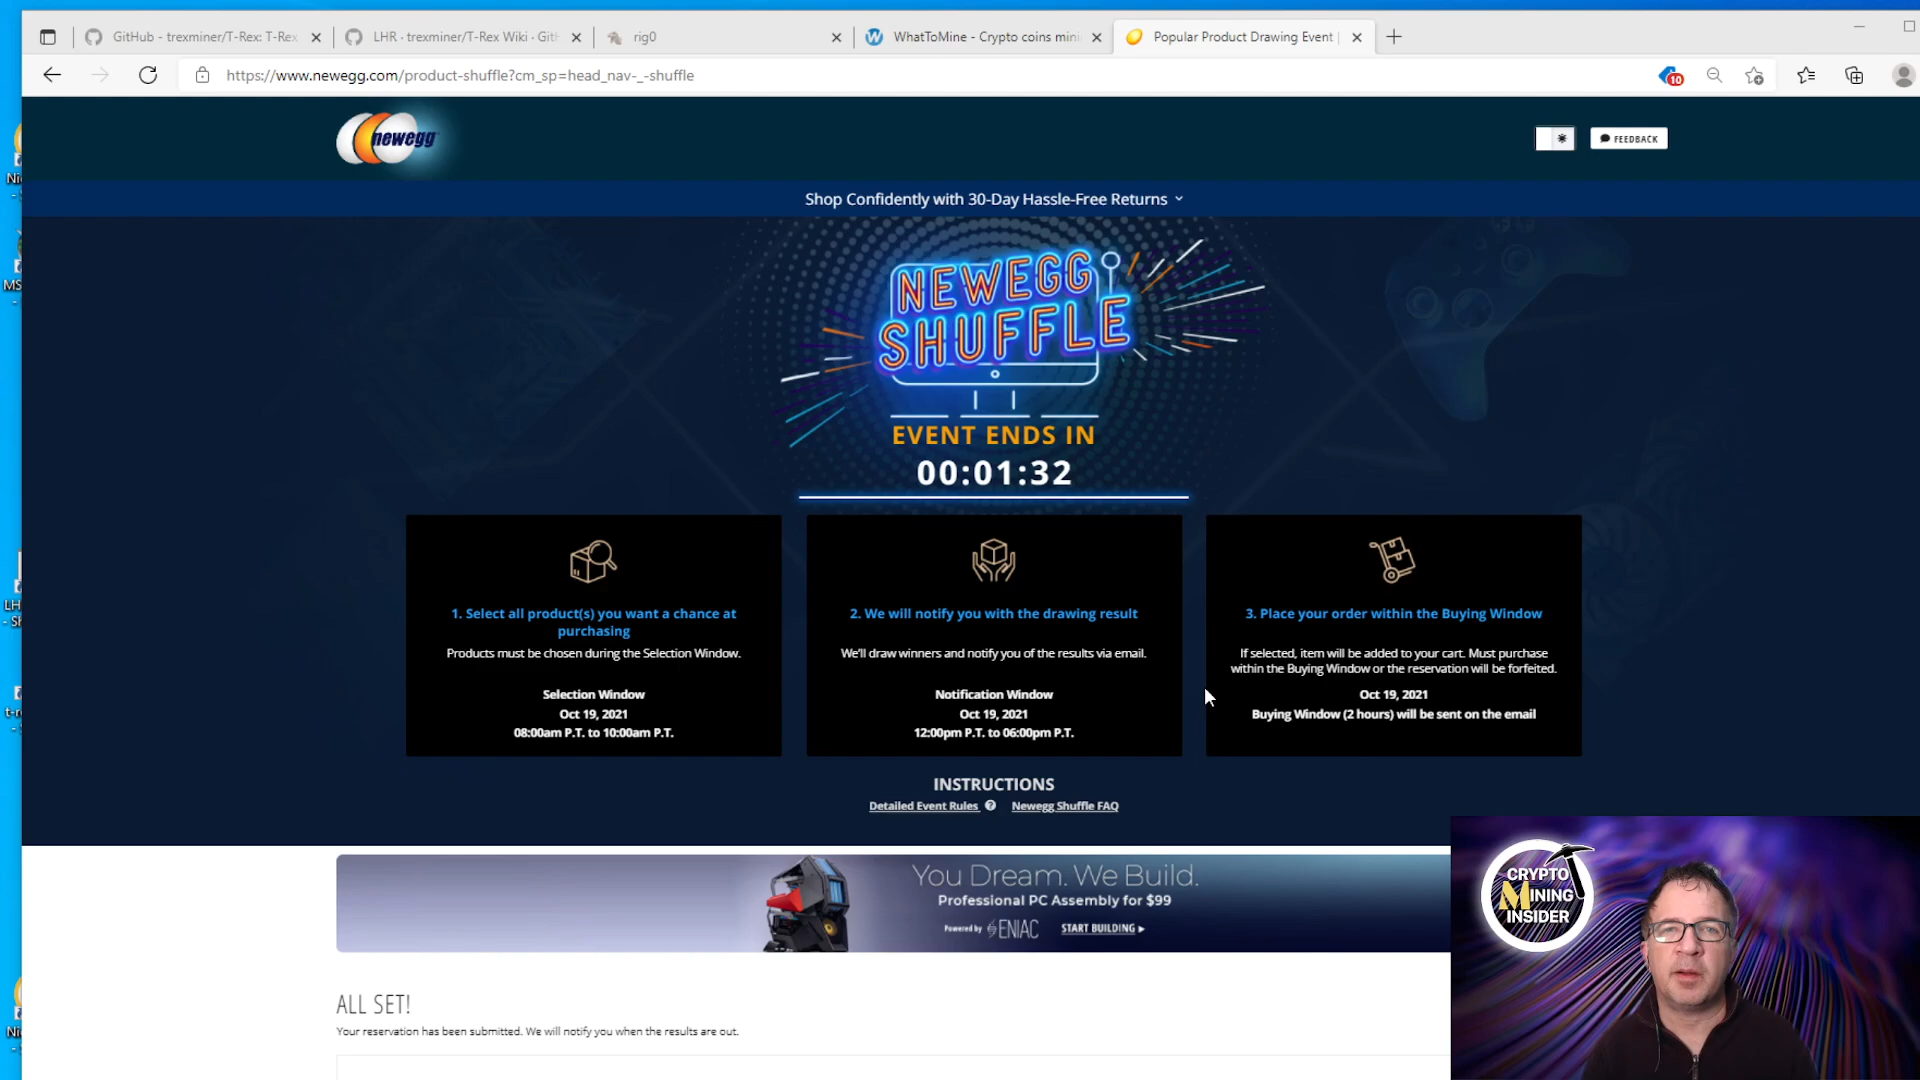 GitHub - trexminer/T-Rex: T-Rex
LHR · trexminer/T-Rex Wiki · Git
rig0
WhatToMine - Crypto coins mini
Popular Product Drawing Event |
https://www.newegg.com/product-shuffle?cm_sp=head_nav-_-shuffle
10
newegg
FEEDBACK
Shop Confidently with 30-Day Hassle-Free Returns
NEWEGG
SHUFFLE
EVENT ENDS IN
00:01:32
1. Select all product(s) you want a chance at
purchasing
Products must be chosen during the Selection Window.
Selection Window
Oct 19, 2021
08:00am P.T. to 10:00am P.T.
2. We will notify you with the drawing result
We'll draw winners and notify you of the results via email.
Notification Window
Oct 19, 2021
12:00pm P.T. to 06:00pm P.T.
3. Place your order within the Buying Window
If selected, item will be added to your cart. Must purchase
within the Buying Window or the reservation will be forfeited.
Oct 19, 2021
Buying Window (2 hours) will be sent on the email
INSTRUCTIONS
Detailed Event Rules ? Newegg Shuffle FAQ
You Dream. We Build.
Professional PC Assembly for $99
Powered by ENIAC START BUILDING
CRYPTO
MINING
INSIDER
ALL SET!
Your reservation has been submitted. We will notify you when the results are out.